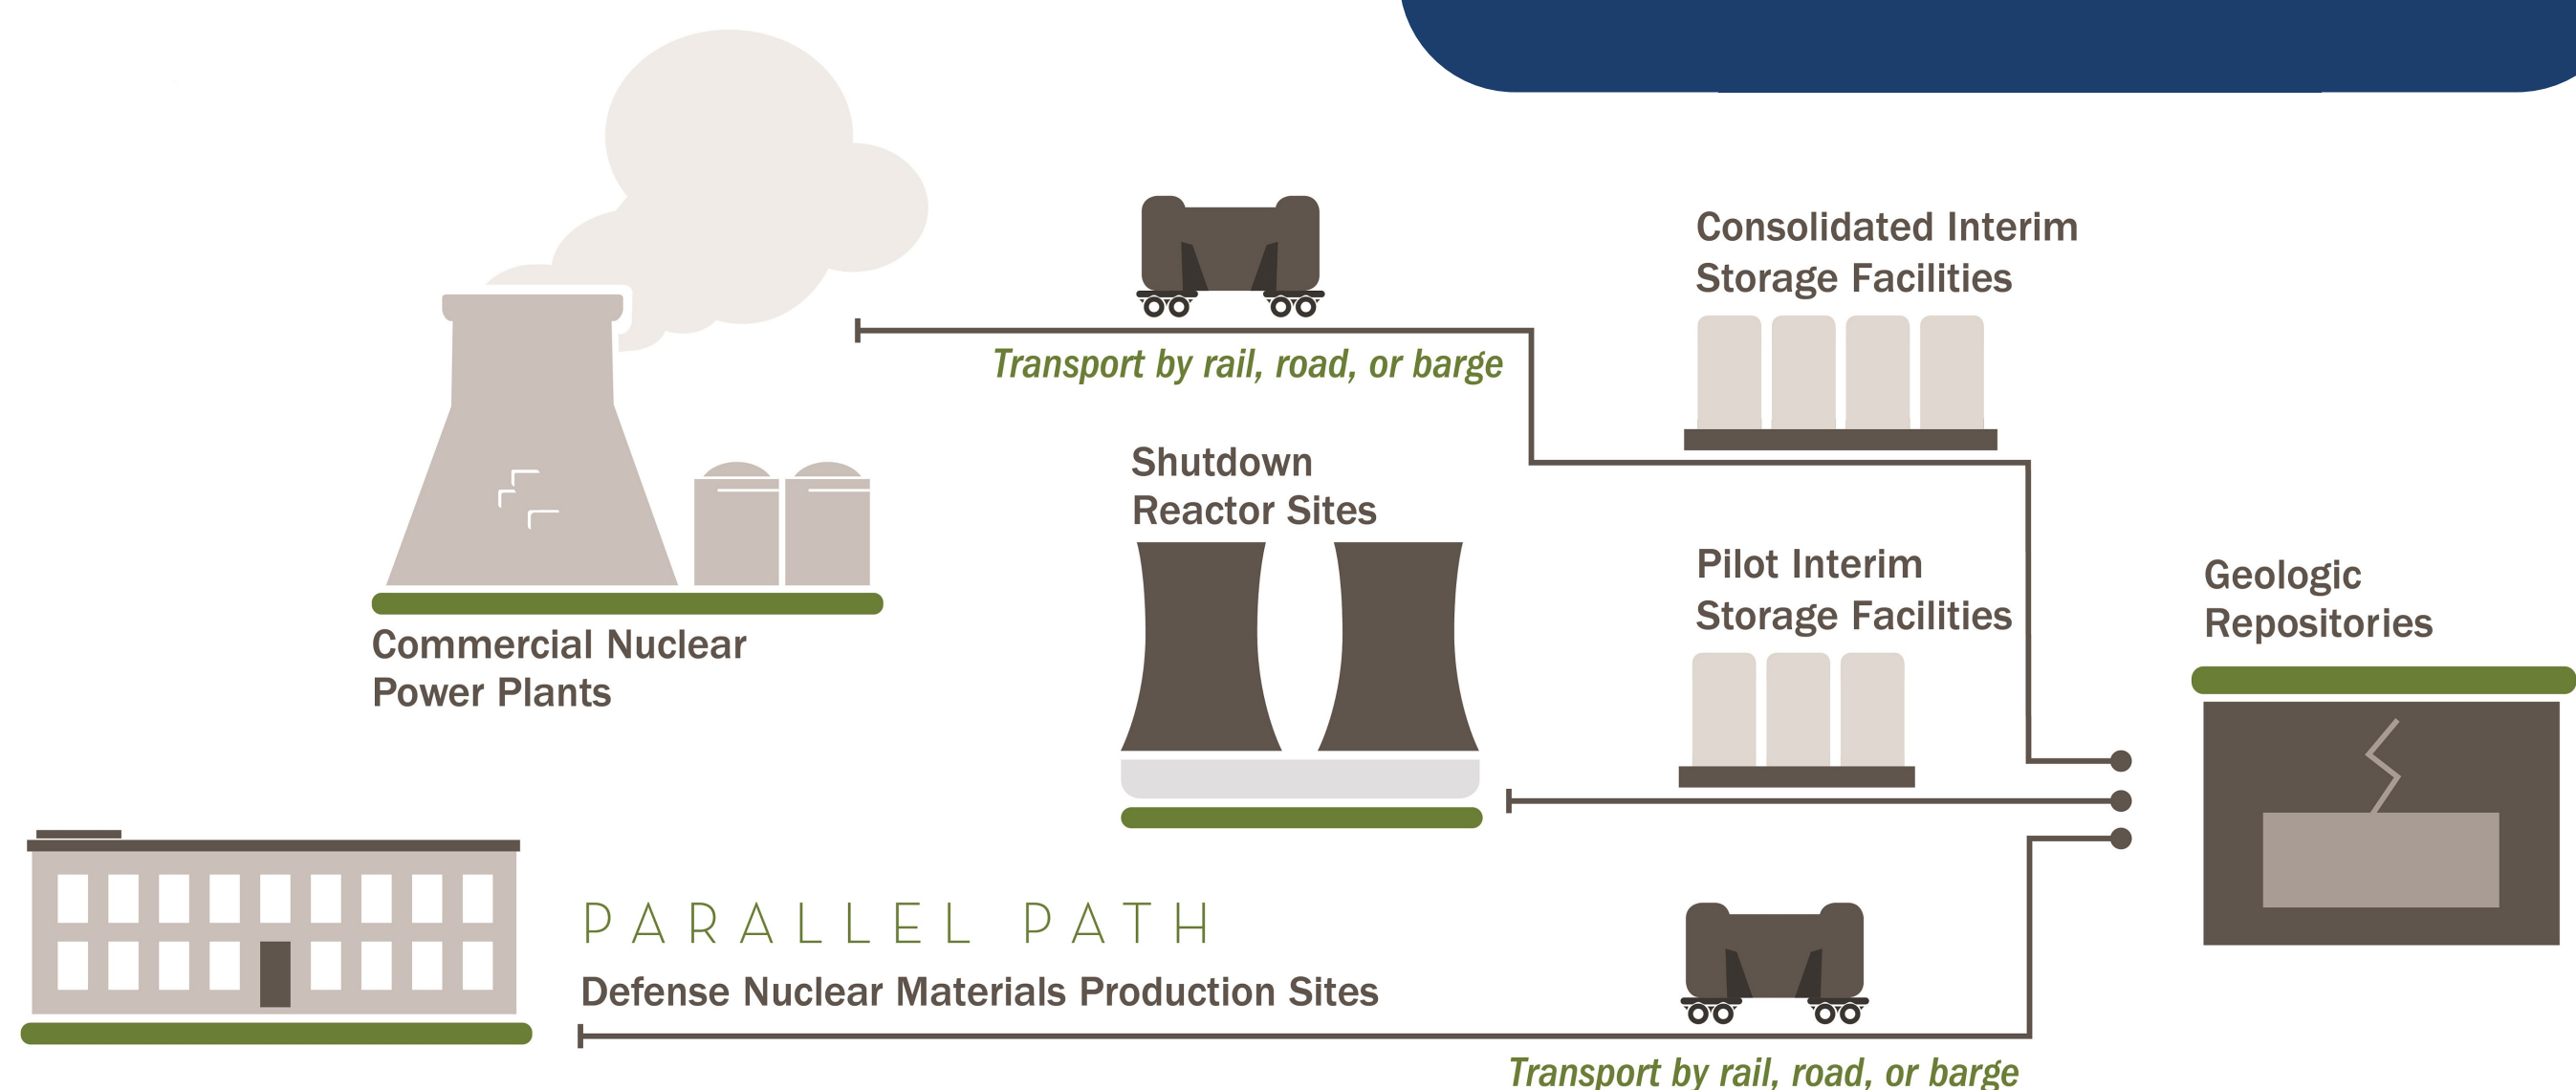 Consolidated Interim
Storage Facilities
Transport by rail, road, or barge
Shutdown
Reactor Sites
Pilot Interim
Storage Facilities
Geologic
Repositories
Commercial Nuclear
Power Plants
PARALLEL PATH
Defense Nuclear Materials Production Sites
Transport by rail, road, or barge